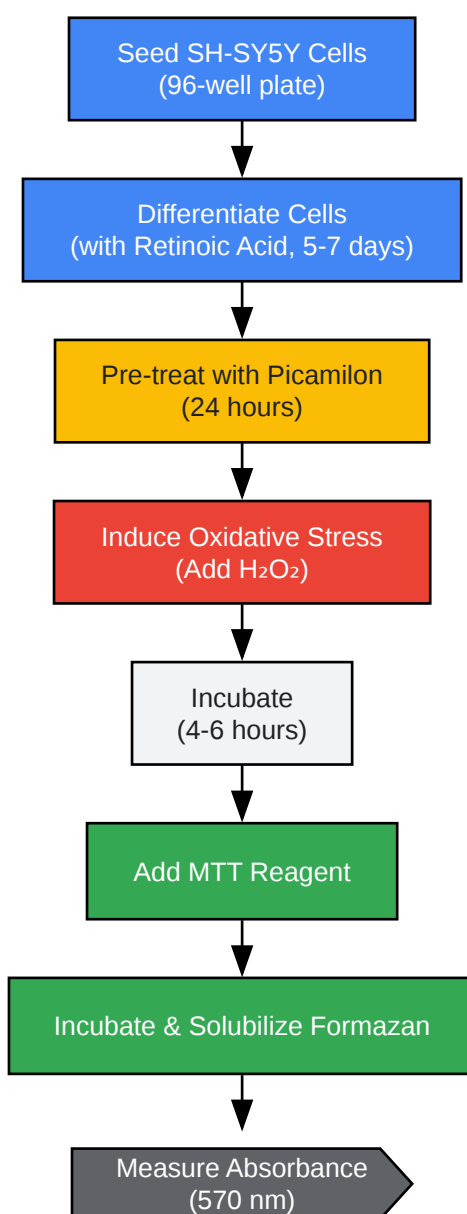 Seed SH-SY5Y Cells
(96-well plate)
Differentiate Cells
(with Retinoic Acid, 5-7 days)
Pre-treat with Picamilon
(24 hours)
Induce Oxidative Stress
(Add H₂O₂)
Incubate
(4-6 hours)
Add MTT Reagent
Incubate & Solubilize Formazan
Measure Absorbance
(570 nm)